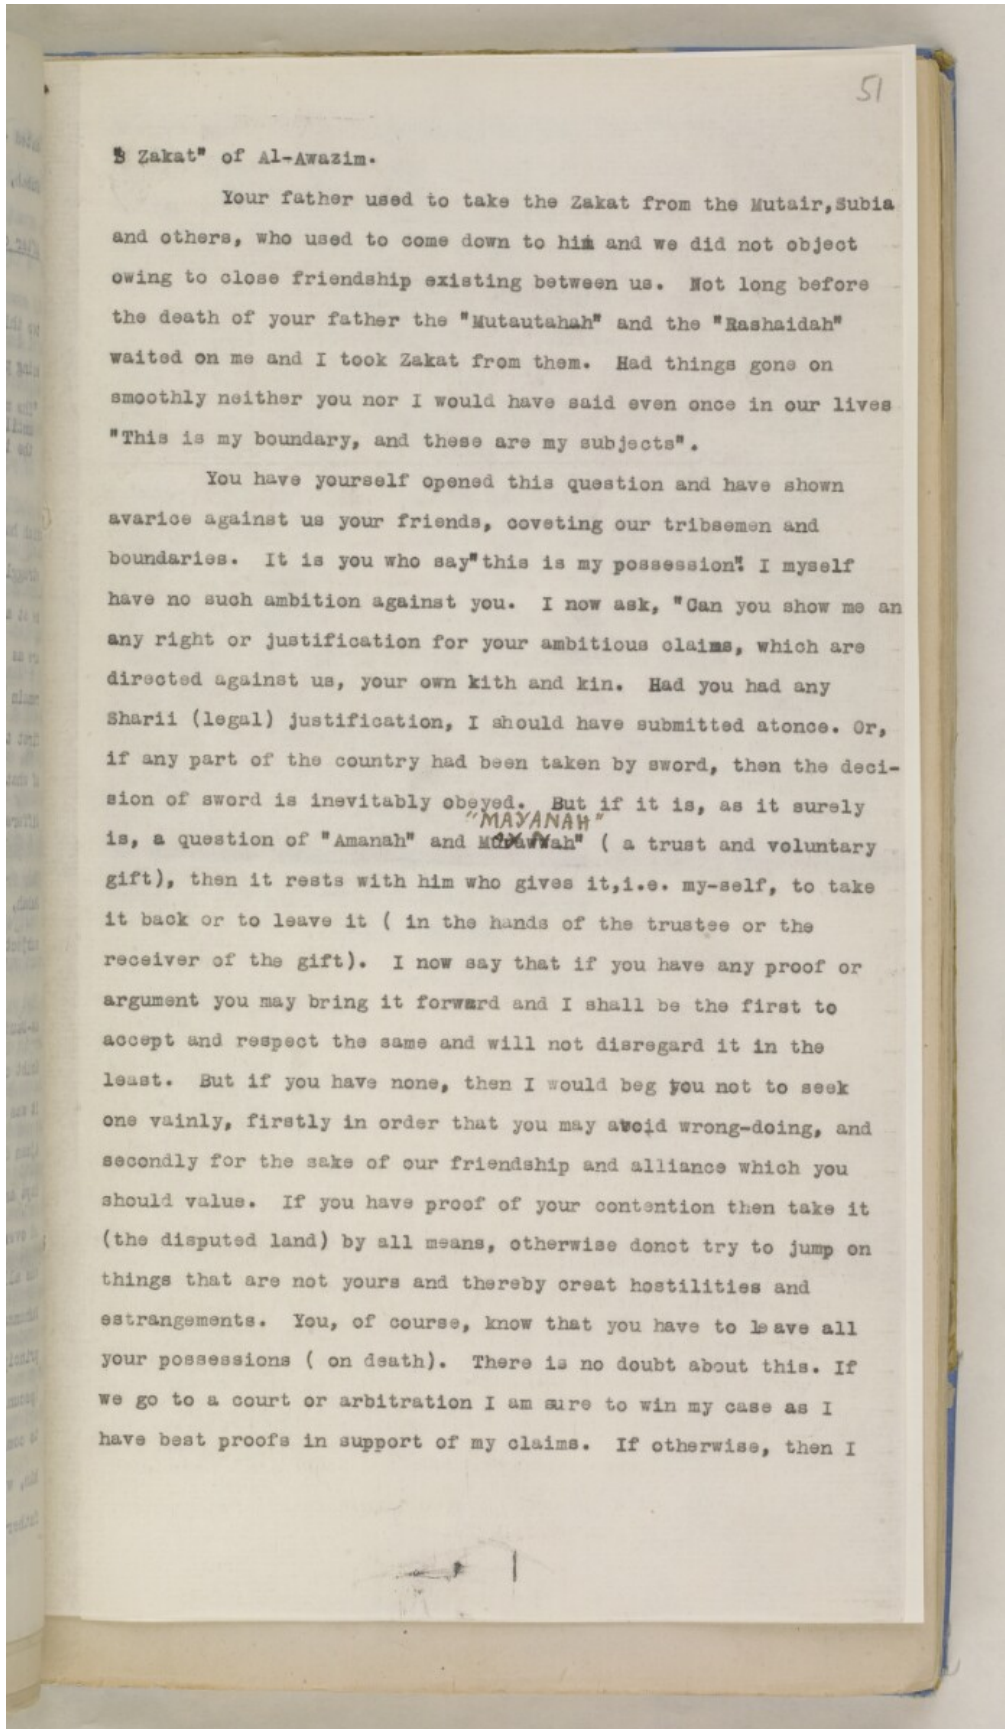 51
"B Zakat" of Al-Awazim.
Your father used to take the Zakat from the Mutair,Subia
and others, who used to come down to him and we did not object
owing to close friendship existing between us. Not long before
the death of your father the "Mutautahah" and the "Rashaidah"
waited on me and I took Zakat from them. Had things gone on
smoothly neither you nor I would have said even once in our lives
"This is my boundary, and these are my subjects".
You have yourself opened this question and have shown
avarice against us your friends, coveting our tribsemen and
boundaries. It is you who say"this is my possession". I myself
have no such ambition against you. I now ask, "Can you show me an
any right or justification for your ambitious claims, which are
directed against us, your own kith and kin. Had you had any
Sharii (legal) justification, I should have submitted atonce. Or,
if any part of the country had been taken by sword, then the deci-
sion of sword is inevitably obeyed. But if it is, as it surely
"MAYANAH"
is, a question of "Amanah" and " ( a trust and voluntary
gift), then it rests with him who gives it,i.e. my-self, to take
it back or to leave it ( in the hands of the trustee or the
receiver of the gift). I now say that if you have any proof or
argument you may bring it forward and I shall be the first to
accept and respect the same and will not disregard it in the
least. But if you have none, then I would beg you not to seek
one vainly, firstly in order that you may avoid wrong-doing, and
secondly for the sake of our friendship and alliance which you
should value. If you have proof of your contention then take it
(the disputed land) by all means, otherwise donot try to jump on
things that are not yours and thereby creat hostilities and
estrangements. You, of course, know that you have to leave all
your possessions ( on death). There is no doubt about this. If
we go to a court or arbitration I am sure to win my case as I
have best proofs in support of my claims. If otherwise, then I